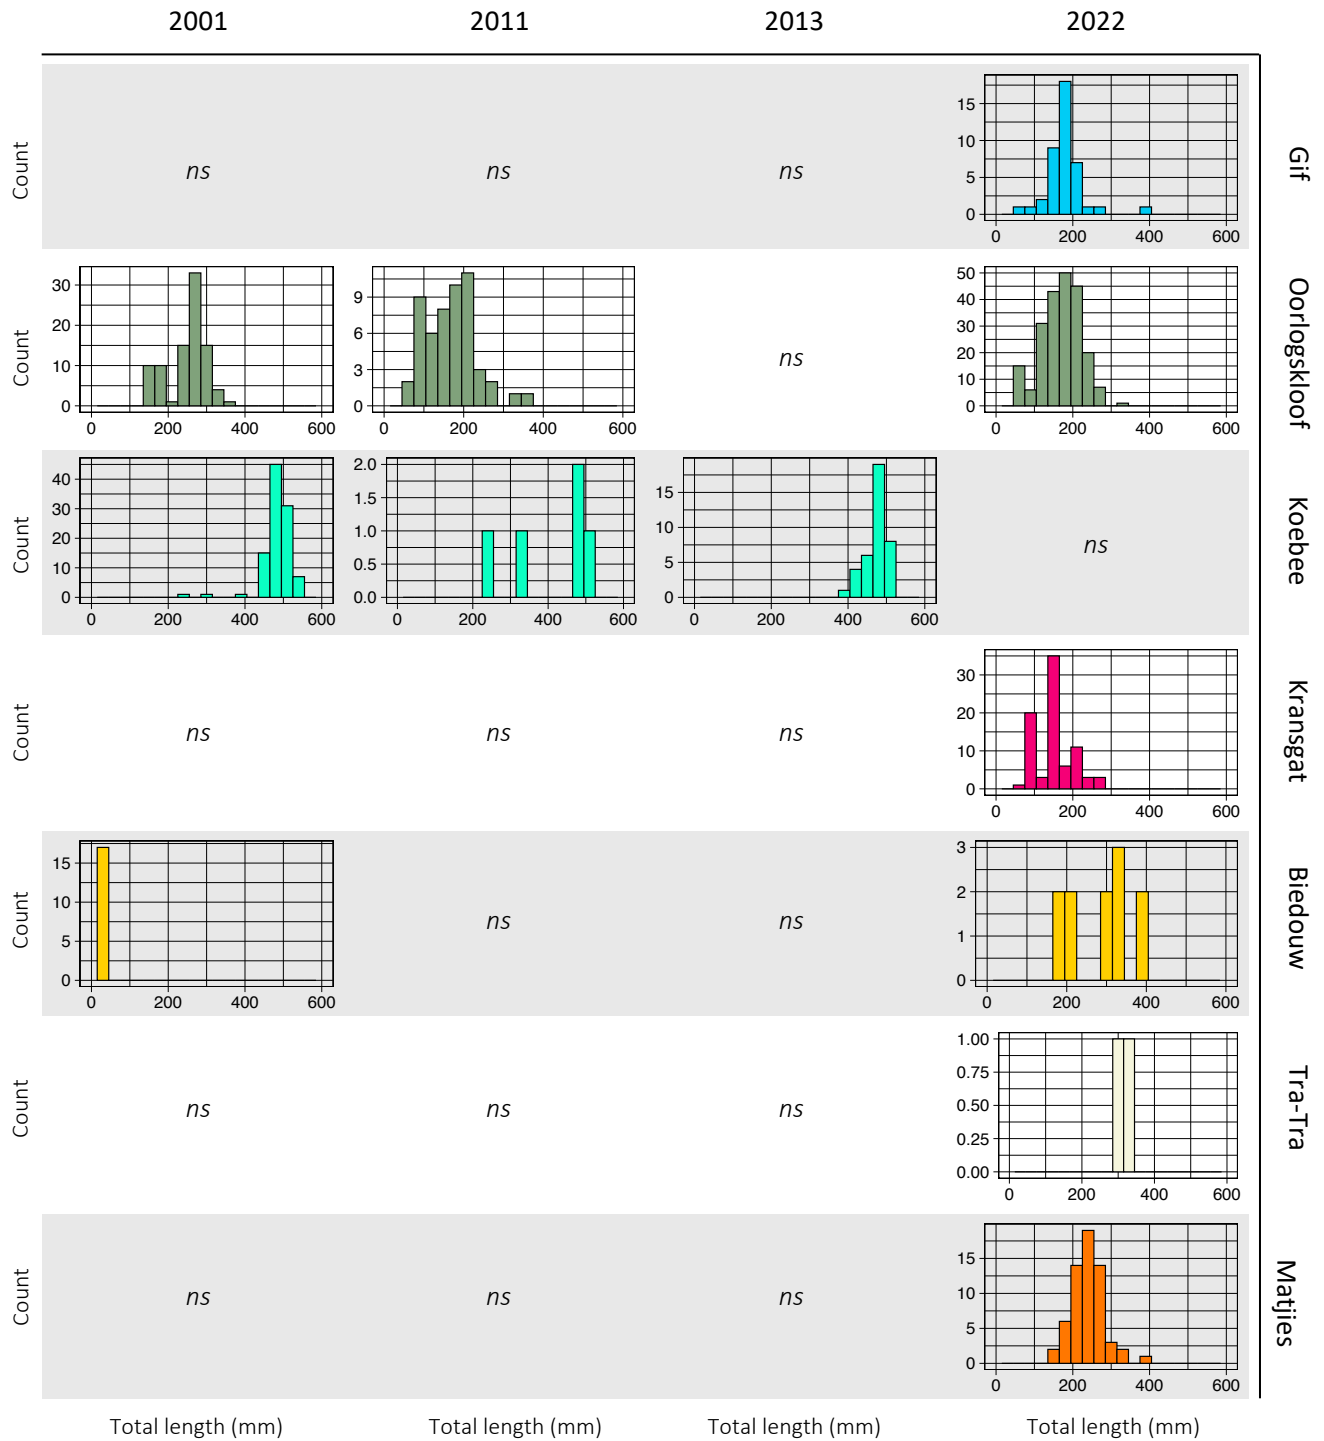 2001 2011 2013 2022
Count ns ns ns Gif
15
10
5
0
0 200 400 600
Count ns Oorlogskloof
30
20
10
0
0 200 400 600
9
6
3
0
0 200 400 600
50
40
30
20
10
0
0 200 400 600
Count ns Koebee
40
30
20
10
0
0 200 400 600
2.0
1.5
1.0
0.5
0.0
0 200 400 600
15
10
5
0
0 200 400 600
Count ns ns ns Kransgat
30
20
10
0
0 200 400 600
Count ns ns Biedouw
15
10
5
0
0 200 400 600
3
2
1
0
0 200 400 600
Count ns ns ns Tra-Tra
1.00
0.75
0.50
0.25
0.00
0 200 400 600
Count ns ns ns Matjies
15
10
5
0
0 200 400 600
Total length (mm) Total length (mm) Total length (mm) Total length (mm)